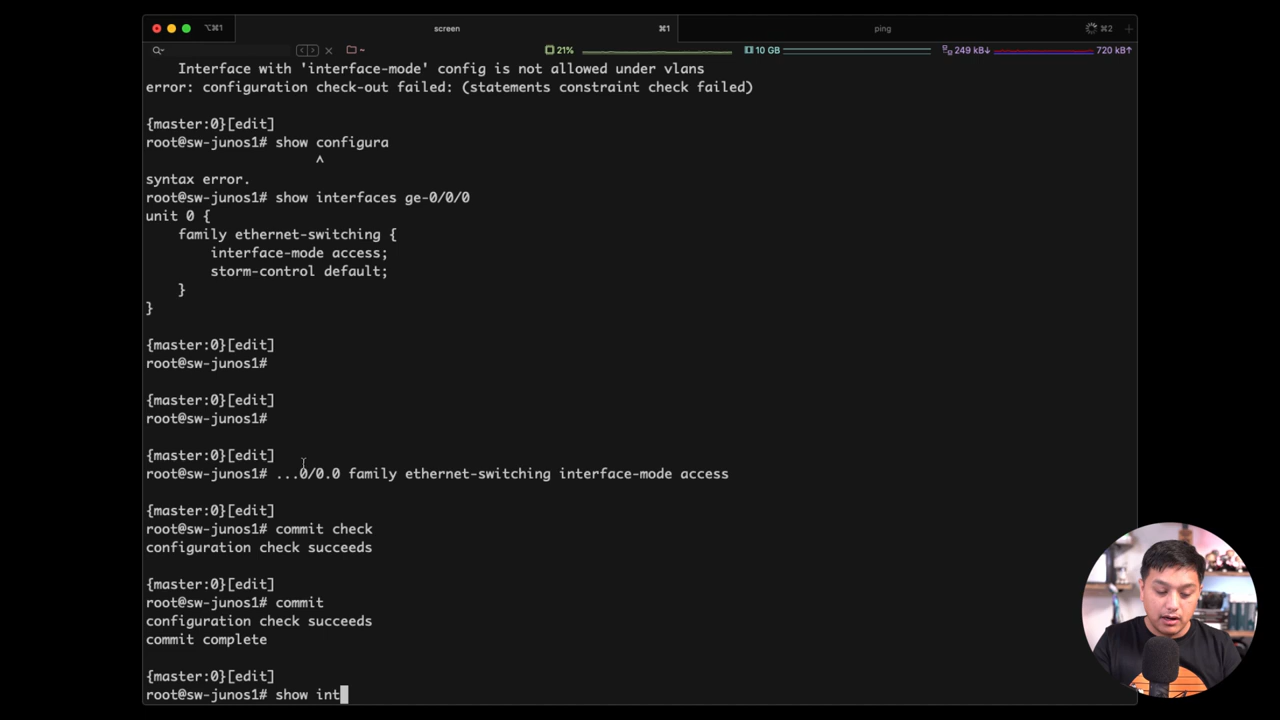 ⌥⌘1
screen
⌘1
ping
⌘2
~
21%
10 GB
249 kB↓
720 kB↑
Interface with 'interface-mode' config is not allowed under vlans
error: configuration check-out failed: (statements constraint check failed)
{master:0}[edit]
root@sw-junos1# show configura
^
syntax error.
root@sw-junos1# show interfaces ge-0/0/0
unit 0 {
family ethernet-switching {
interface-mode access;
storm-control default;
}
}
{master:0}[edit]
root@sw-junos1#
{master:0}[edit]
root@sw-junos1#
{master:0}[edit]
root@sw-junos1# ...0/0.0 family ethernet-switching interface-mode access
{master:0}[edit]
root@sw-junos1# commit check
configuration check succeeds
{master:0}[edit]
root@sw-junos1# commit
configuration check succeeds
commit complete
{master:0}[edit]
root@sw-junos1# show int